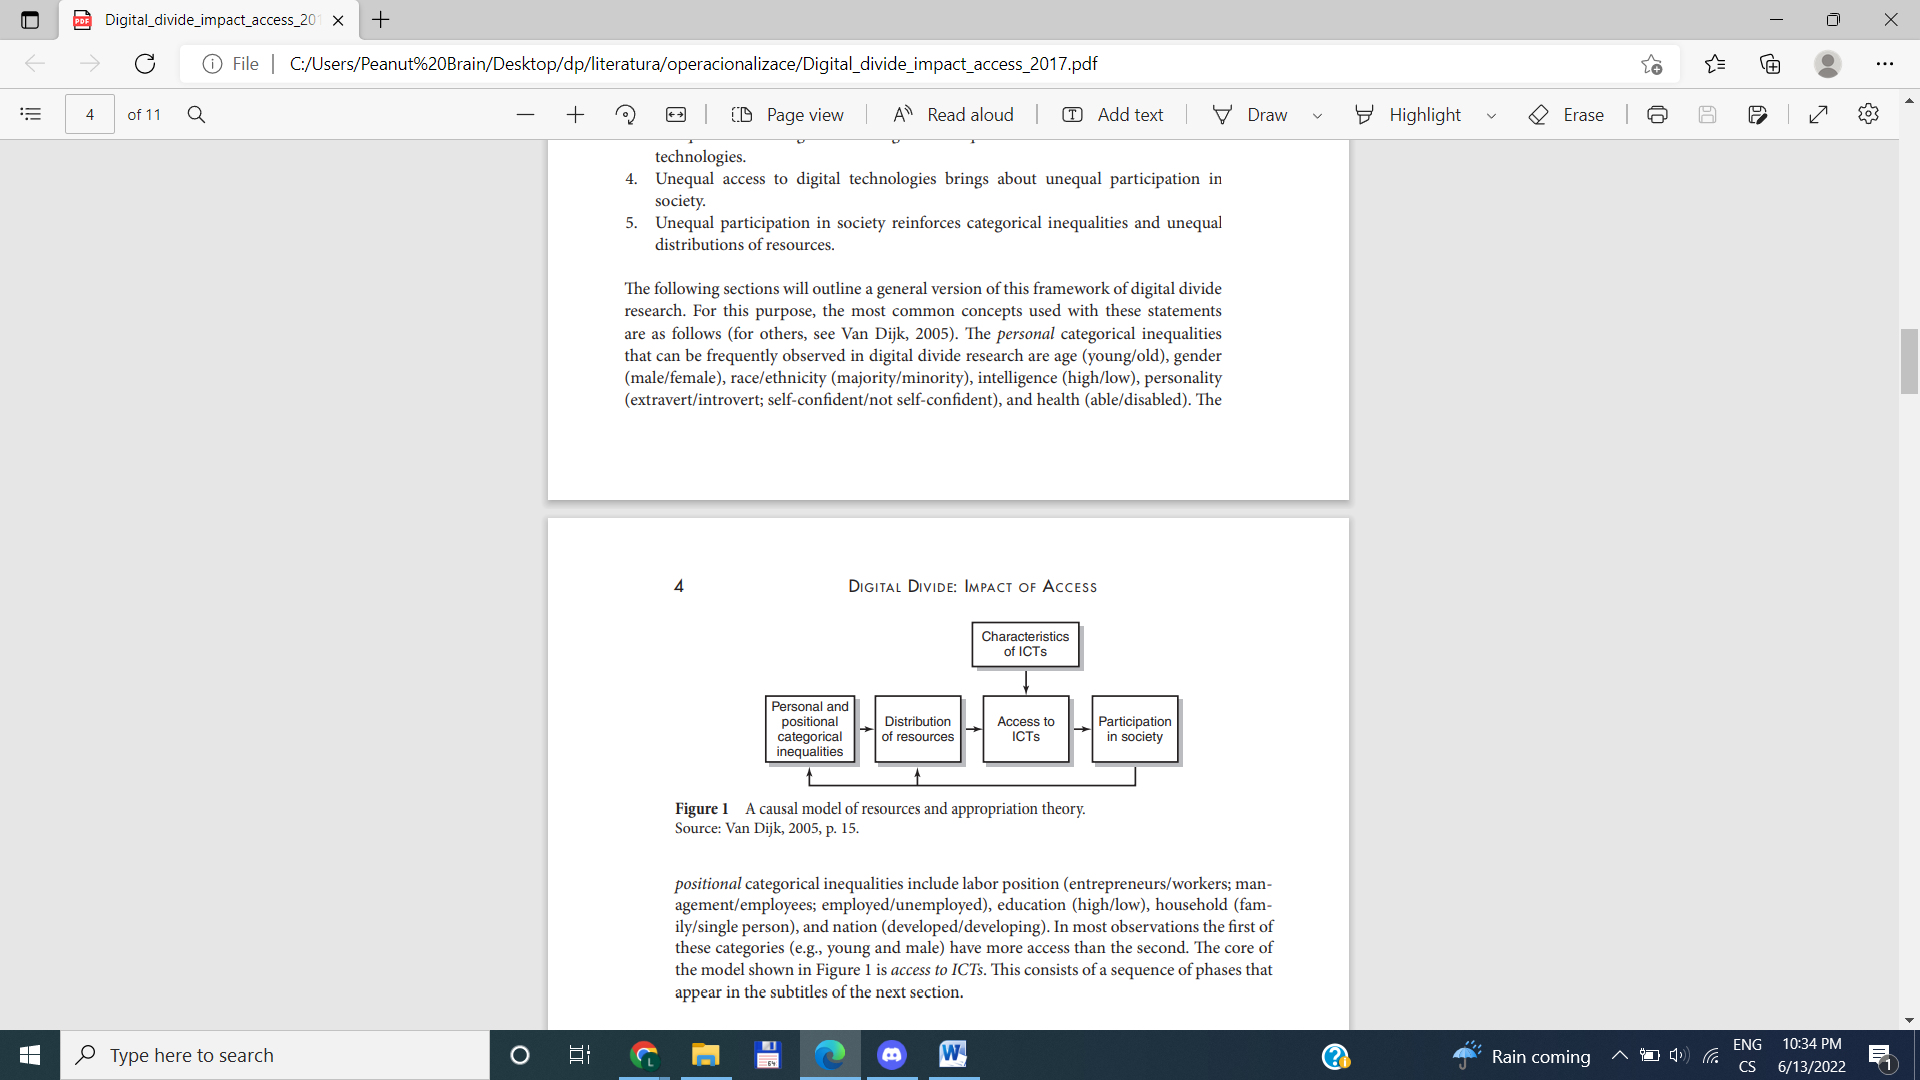 Digital_divide_impact_access_201
File
C:/Users/Peanut%20Brain/Desktop/dp/literatura/operacionalizace/Digital_divide_impact_access_2017.pdf
4 of 11
Page view
Read aloud
Add text
Draw
Highlight
Erase
technologies.
4. Unequal access to digital technologies brings about unequal participation in
society.
5. Unequal participation in society reinforces categorical inequalities and unequal
distributions of resources.
The following sections will outline a general version of this framework of digital divide
research. For this purpose, the most common concepts used with these statements
are as follows (for others, see Van Dijk, 2005). The personal categorical inequalities
that can be frequently observed in digital divide research are age (young/old), gender
(male/female), race/ethnicity (majority/minority), intelligence (high/low), personality
(extravert/introvert; self-confident/not self-confident), and health (able/disabled). The
4
Digital Divide: Impact of Access
Characteristics
of ICTs
Personal and
positional
categorical
inequalities
Distribution
of resources
Access to
ICTs
Participation
in society
Figure 1 A causal model of resources and appropriation theory.
Source: Van Dijk, 2005, p. 15.
positional categorical inequalities include labor position (entrepreneurs/workers; man-
agement/employees; employed/unemployed), education (high/low), household (fam-
ily/single person), and nation (developed/developing). In most observations the first of
these categories (e.g., young and male) have more access than the second. The core of
the model shown in Figure 1 is access to ICTs. This consists of a sequence of phases that
appear in the subtitles of the next section.
Type here to search
Rain coming
ENG
CS
10:34 PM
6/13/2022
1